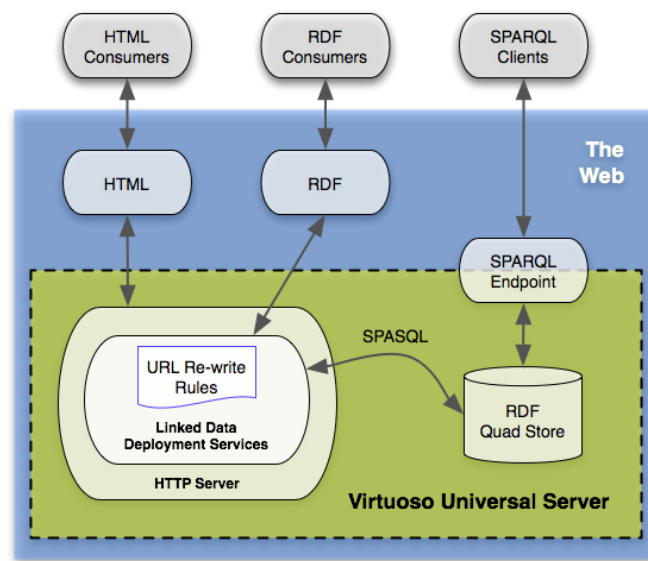 HTML
Consumers
RDF
Consumers
SPARQL
Clients
The
Web
HTML
RDF
SPARQL
Endpoint
SPASQL
URL Re-write
Rules
Linked Data
Deployment Services
HTTP Server
RDF
Quad Store
Virtuoso Universal Server